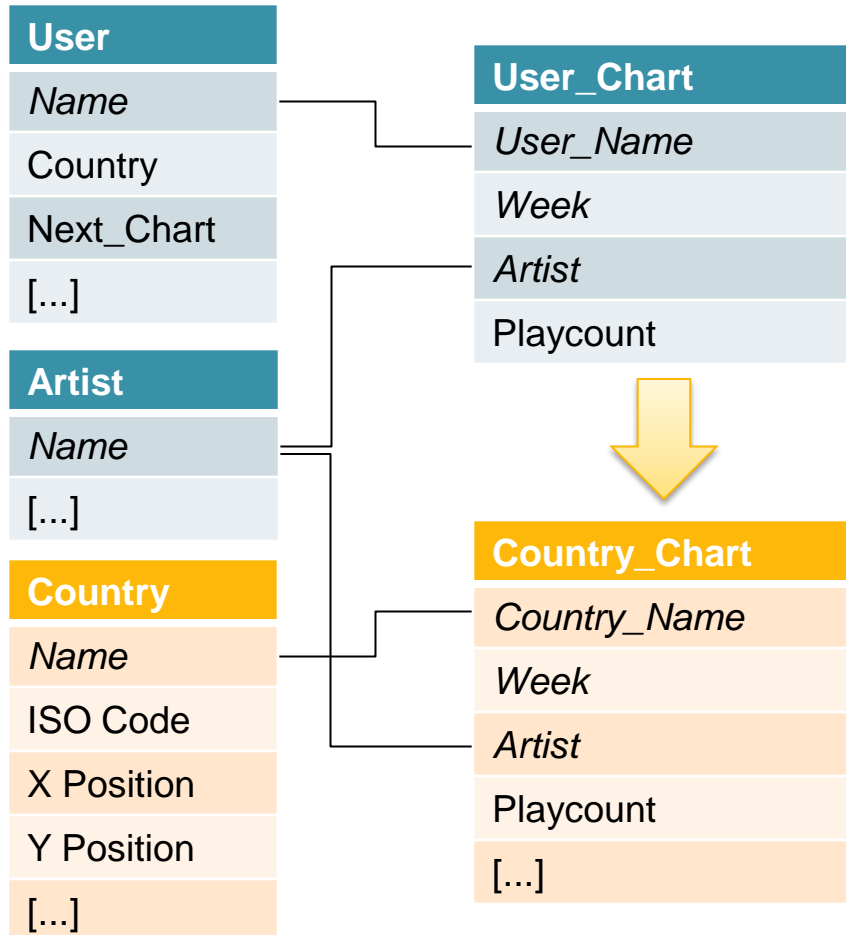 User
Name
Country
Next_Chart
[...]
Artist
Name
[...]
Country
Name
ISO Code
X Position
Y Position
[...]
User_Chart
User_Name
Week
Artist
Playcount
Country_Chart
Country_Name
Week
Artist
Playcount
[...]